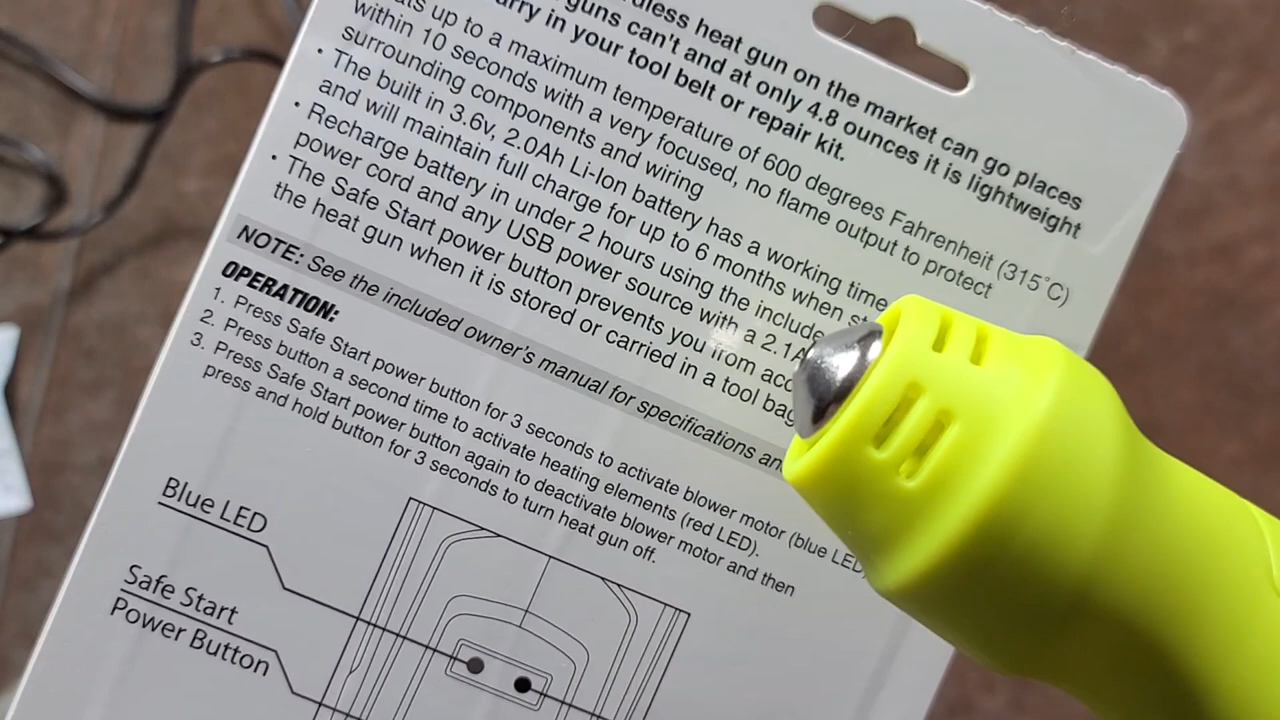 dless heat gun on the market can go places
guns can't and at only 4.8 ounces it is lightweight
arry in your tool belt or repair kit.
ats up to a maximum temperature of 600 degrees Fahrenheit (315°C)
within 10 seconds with a very focused, no flame output to protect
surrounding components and wiring
• The built in 3.6v, 2.0Ah Li-Ion battery has a working time
and will maintain full charge for up to 6 months when st
• Recharge battery in under 2 hours using the include
power cord and any USB power source with a 2.1A
• The Safe Start power button prevents you from acc
the heat gun when it is stored or carried in a tool bag
NOTE: See the included owner's manual for specifications an
OPERATION:
1. Press Safe Start power button for 3 seconds to activate blower motor (blue LED)
2. Press button a second time to activate heating elements (red LED).
3. Press Safe Start power button again to deactivate blower motor and then
press and hold button for 3 seconds to turn heat gun off.
Blue LED
Safe Start
Power Button